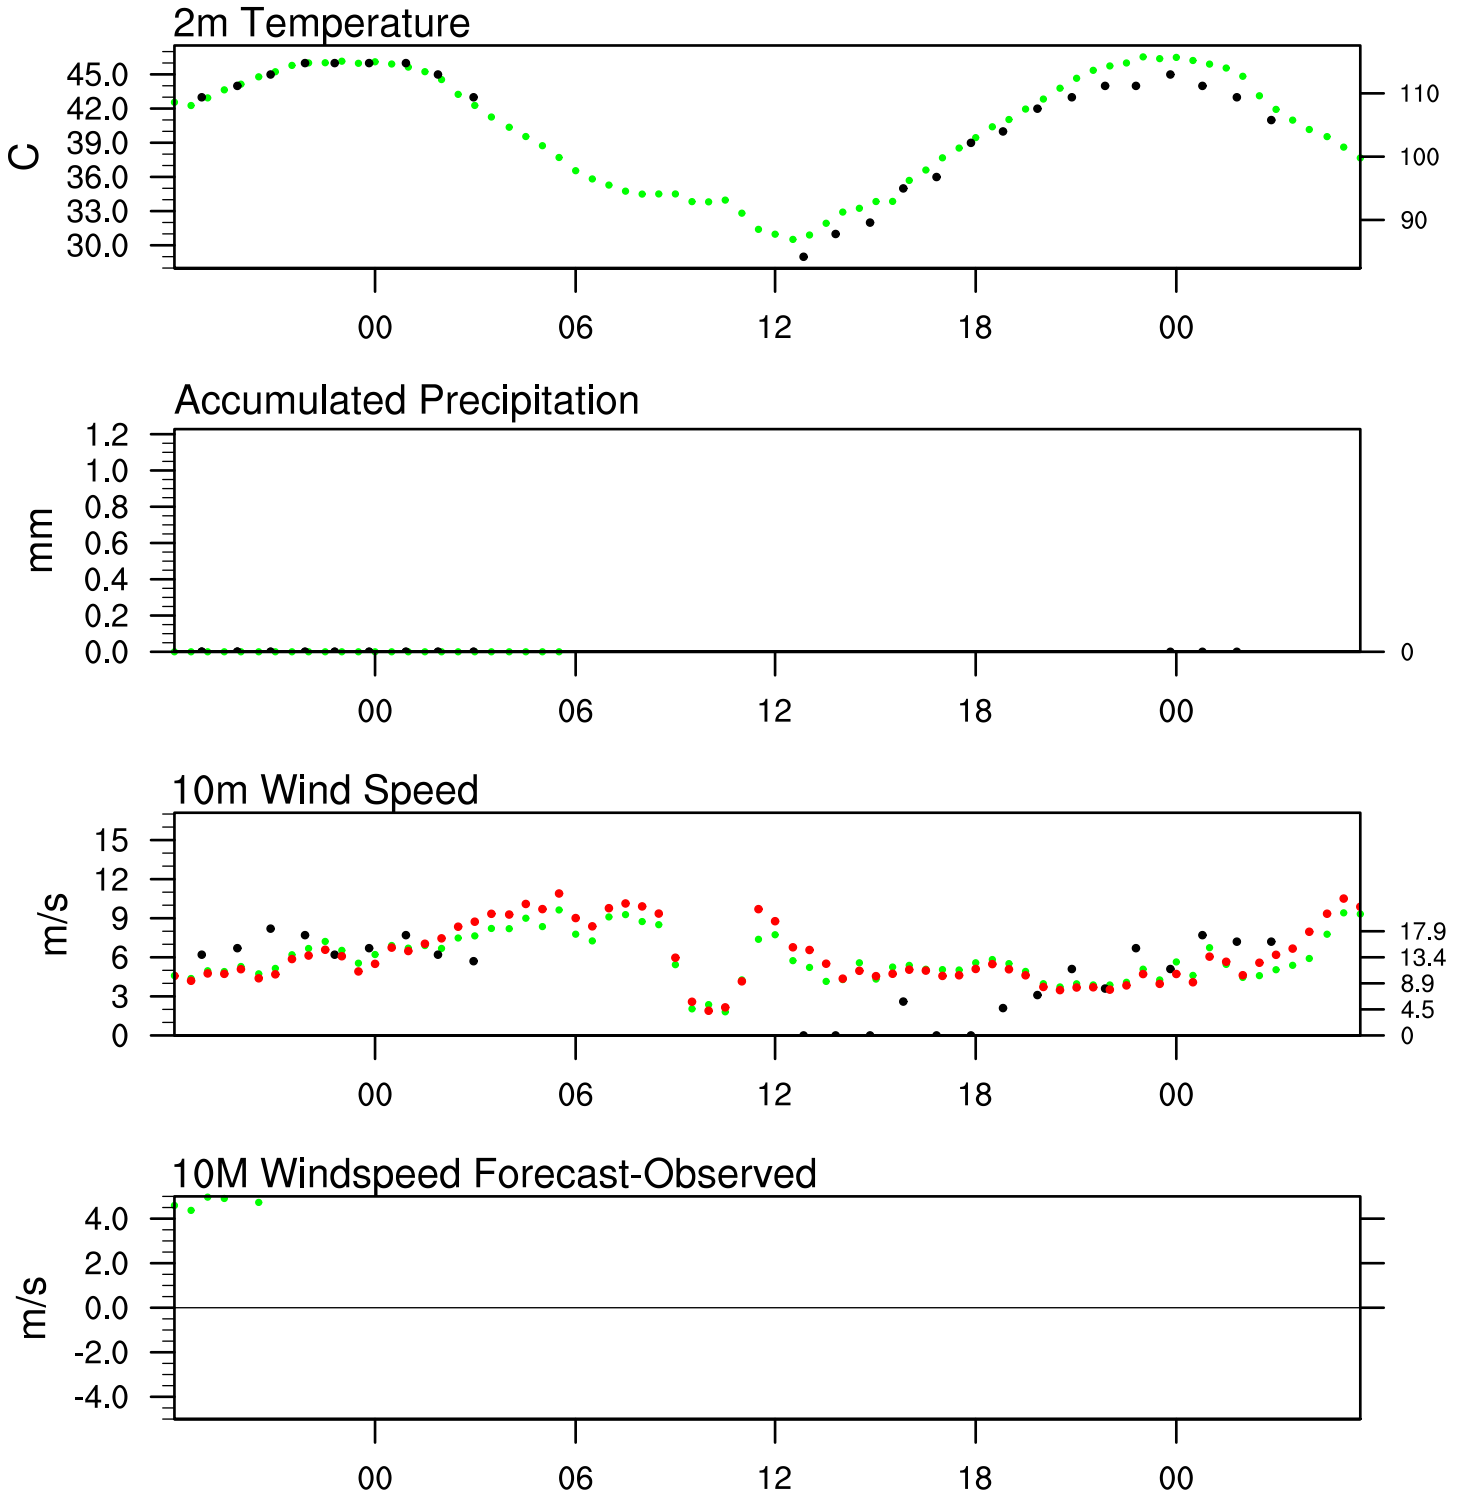 2m Temperature
45.0
42.0
39.0
36.0
33.0
30.0
C
110
100
90
00 06 12 18 00
Accumulated Precipitation
1.2
1.0
0.8
0.6
0.4
0.2
0.0
mm
0
00 06 12 18 00
10m Wind Speed
15
12
9
6
3
0
m/s
17.9
13.4
8.9
4.5
0
00 06 12 18 00
10M Windspeed Forecast-Observed
4.0
2.0
0.0
-2.0
-4.0
m/s
00 06 12 18 00